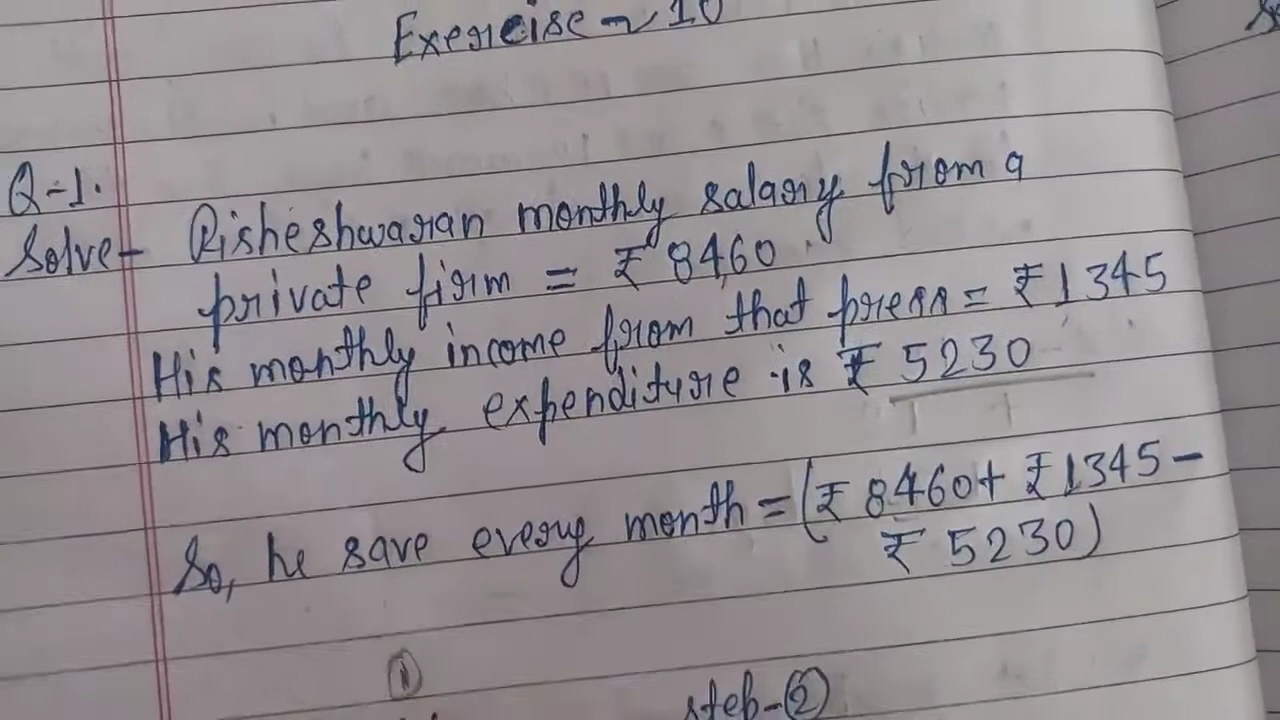 Exercise ~ 10
Q-1.
Solve- Risheshwaran monthly salary from a
private firm = ₹ 8460
His monthly income from that press = ₹ 1345
His monthly expenditure is ₹ 5230
So, he save every month = (₹ 8460 + ₹ 1345 -
₹ 5230)
①
steb-②